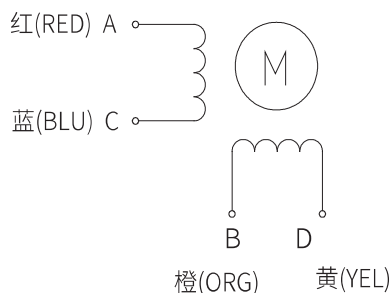 红(RED) A
M
蓝(BLU) C
B D
橙(ORG) 黄(YEL)